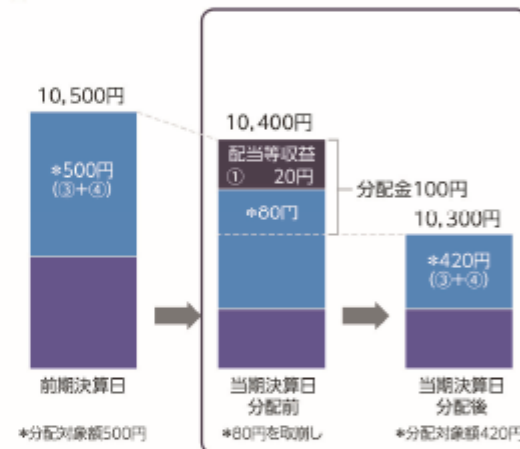 10,500円
*500円
(③+④)
前期決算日
*分配対象額500円
10,400円
配当等収益
① 20円
*80円
分配金100円
当期決算日
分配前
*80円を取崩し
10,300円
*420円
(③+④)
当期決算日
分配後
*分配対象額420円